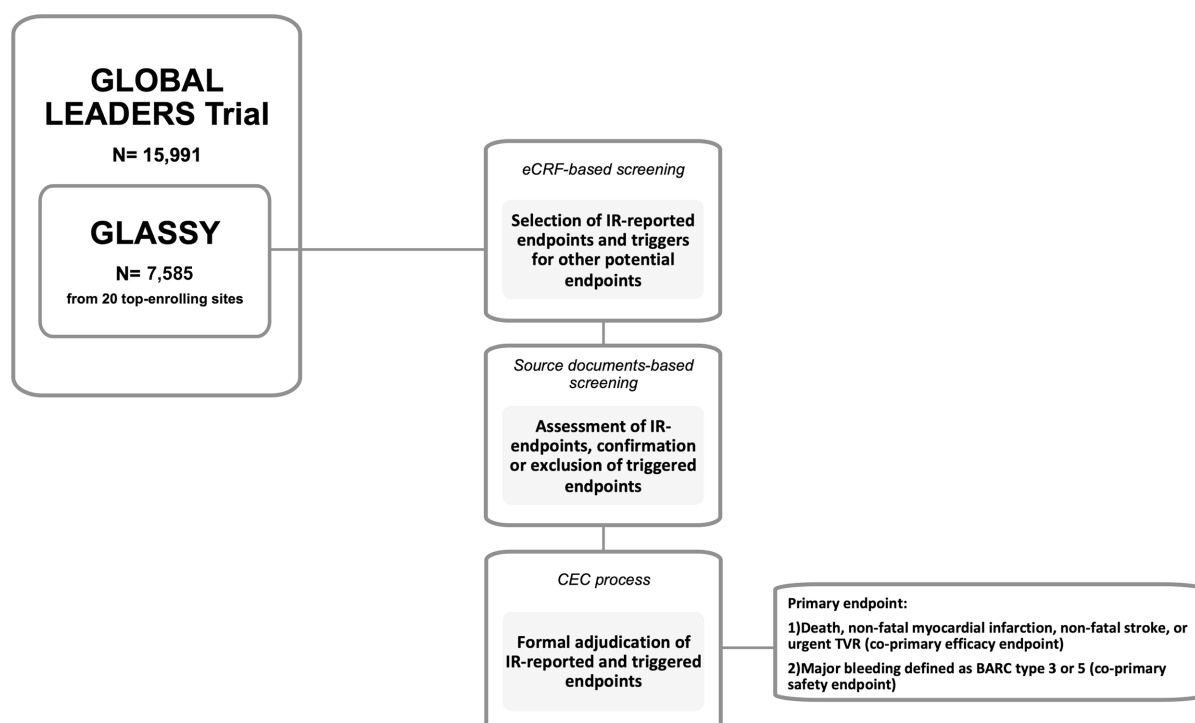 GLOBAL
LEADERS Trial
N= 15,991
GLASSY
N= 7,585
from 20 top-enrolling sites
eCRF-based screening
Selection of IR-reported
endpoints and triggers
for other potential
endpoints
Source documents-based
screening
Assessment of IR-
endpoints, confirmation
or exclusion of triggered
endpoints
CEC process
Formal adjudication of
IR-reported and triggered
endpoints
Primary endpoint:
1)Death, non-fatal myocardial infarction, non-fatal stroke, or
urgent TVR (co-primary efficacy endpoint)
2)Major bleeding defined as BARC type 3 or 5 (co-primary
safety endpoint)